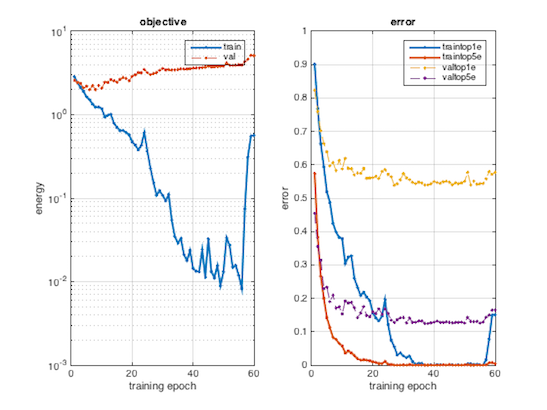 objective
10^1
10^0
10^-1
10^-2
10^-3
0
20
40
60
energy
training epoch
train
val
error
1
0.9
0.8
0.7
0.6
0.5
0.4
0.3
0.2
0.1
0
0
20
40
60
error
training epoch
traintop1e
traintop5e
valtop1e
valtop5e